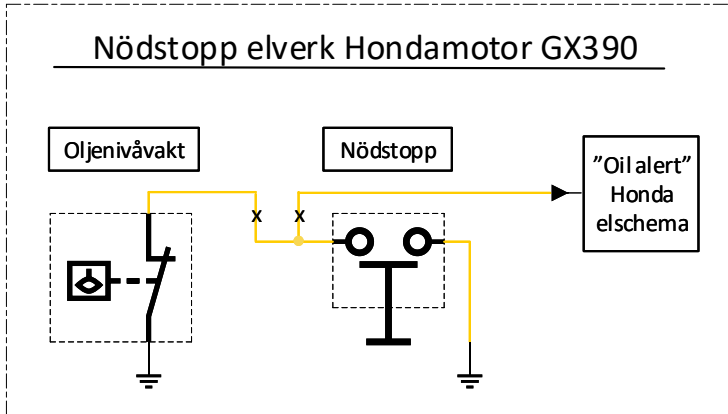 Nödstopp elverk Hondamotor GX390
Oljenivåvakt
Nödstopp
”Oil alert”
Honda
elschema
x x